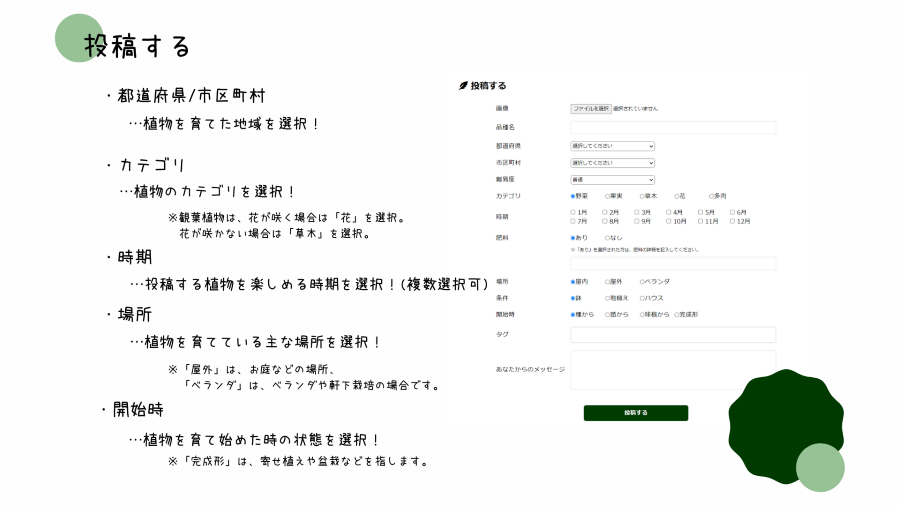 投稿する
・都道府県/市区町村
…植物を育てた地域を選択！
・カテゴリ
…植物のカテゴリを選択！
※観葉植物は、花が咲く場合は「花」を選択。
花が咲かない場合は「草木」を選択。
・時期
…投稿する植物を楽しめる時期を選択！(複数選択可)
・場所
…植物を育てている主な場所を選択！
※「屋外」は、お庭などの場所、
「ベランダ」は、ベランダや軒下栽培の場合です。
・開始時
…植物を育て始めた時の状態を選択！
※「完成形」は、寄せ植えや盆栽などを指します。
投稿する
画像 ファイルを選択 選択されていません
品種名
都道府県 選択してください
市区町村 選択してください
難易度 普通
カテゴリ 野菜 果実 草木 花 多肉
時期 1月 2月 3月 4月 5月 6月
7月 8月 9月 10月 11月 12月
肥料 あり なし
※「あり」を選択された方は、肥料の詳細を記入してください。
場所 屋内 屋外 ベランダ
条件 鉢 地植え ハウス
開始時 種から 苗から 球根から 完成形
タグ
あなたからのメッセージ
投稿する